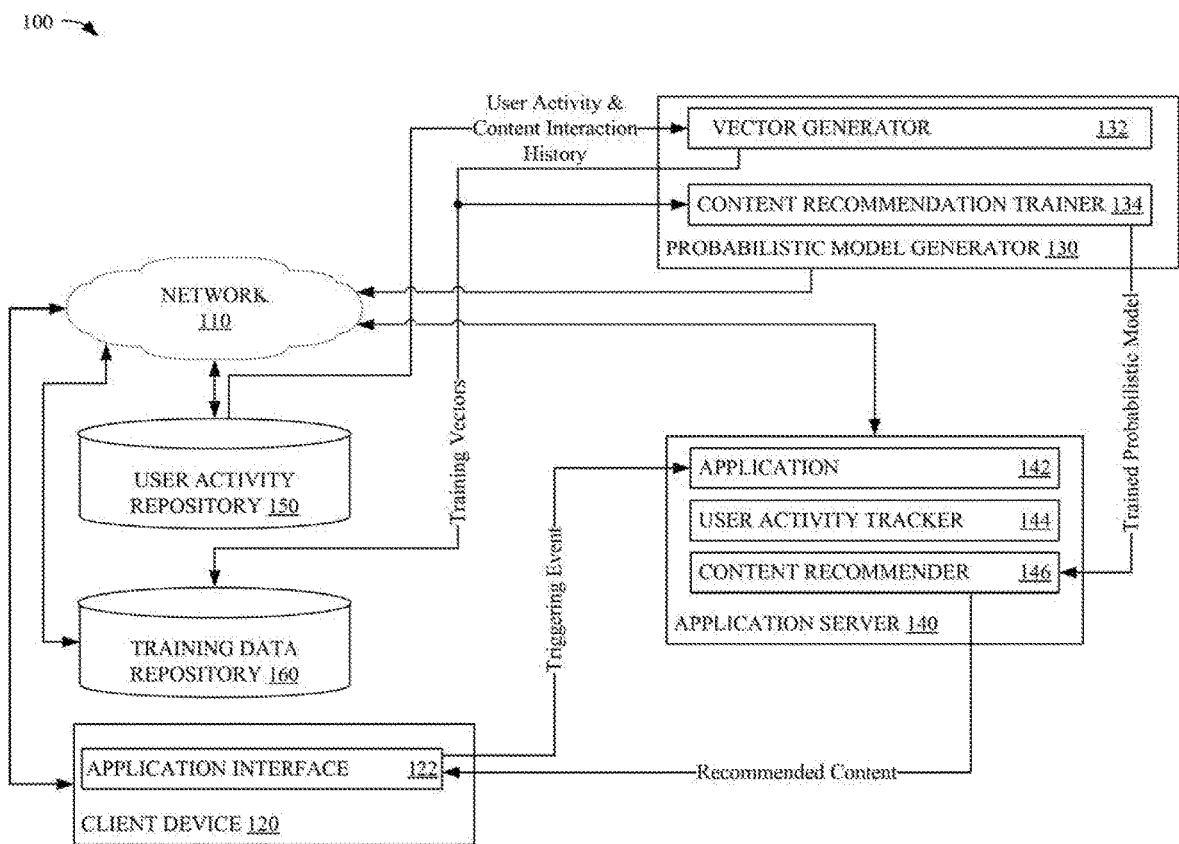 100
User Activity &
Content Interaction
History
VECTOR GENERATOR 132
CONTENT RECOMMENDATION TRAINER 134
PROBABILISTIC MODEL GENERATOR 130
NETWORK
110
Training Vectors
Trained Probabilistic Model
USER ACTIVITY
REPOSITORY 150
APPLICATION 142
USER ACTIVITY TRACKER 144
CONTENT RECOMMENDER 146
APPLICATION SERVER 140
Triggering Event
TRAINING DATA
REPOSITORY 160
APPLICATION INTERFACE 122
Recommended Content
CLIENT DEVICE 120